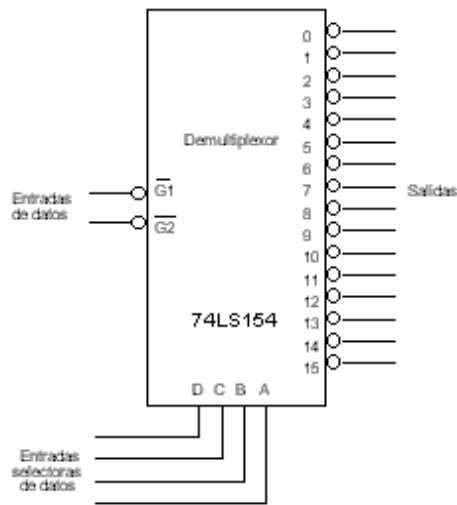 0
1
2
3
4
Demultiplexor
5
6
Entradas
de datos
G1
7
Salidas
G2
8
9
10
11
12
74LS154
13
14
15
D C B A
Entradas
selectoras
de datos